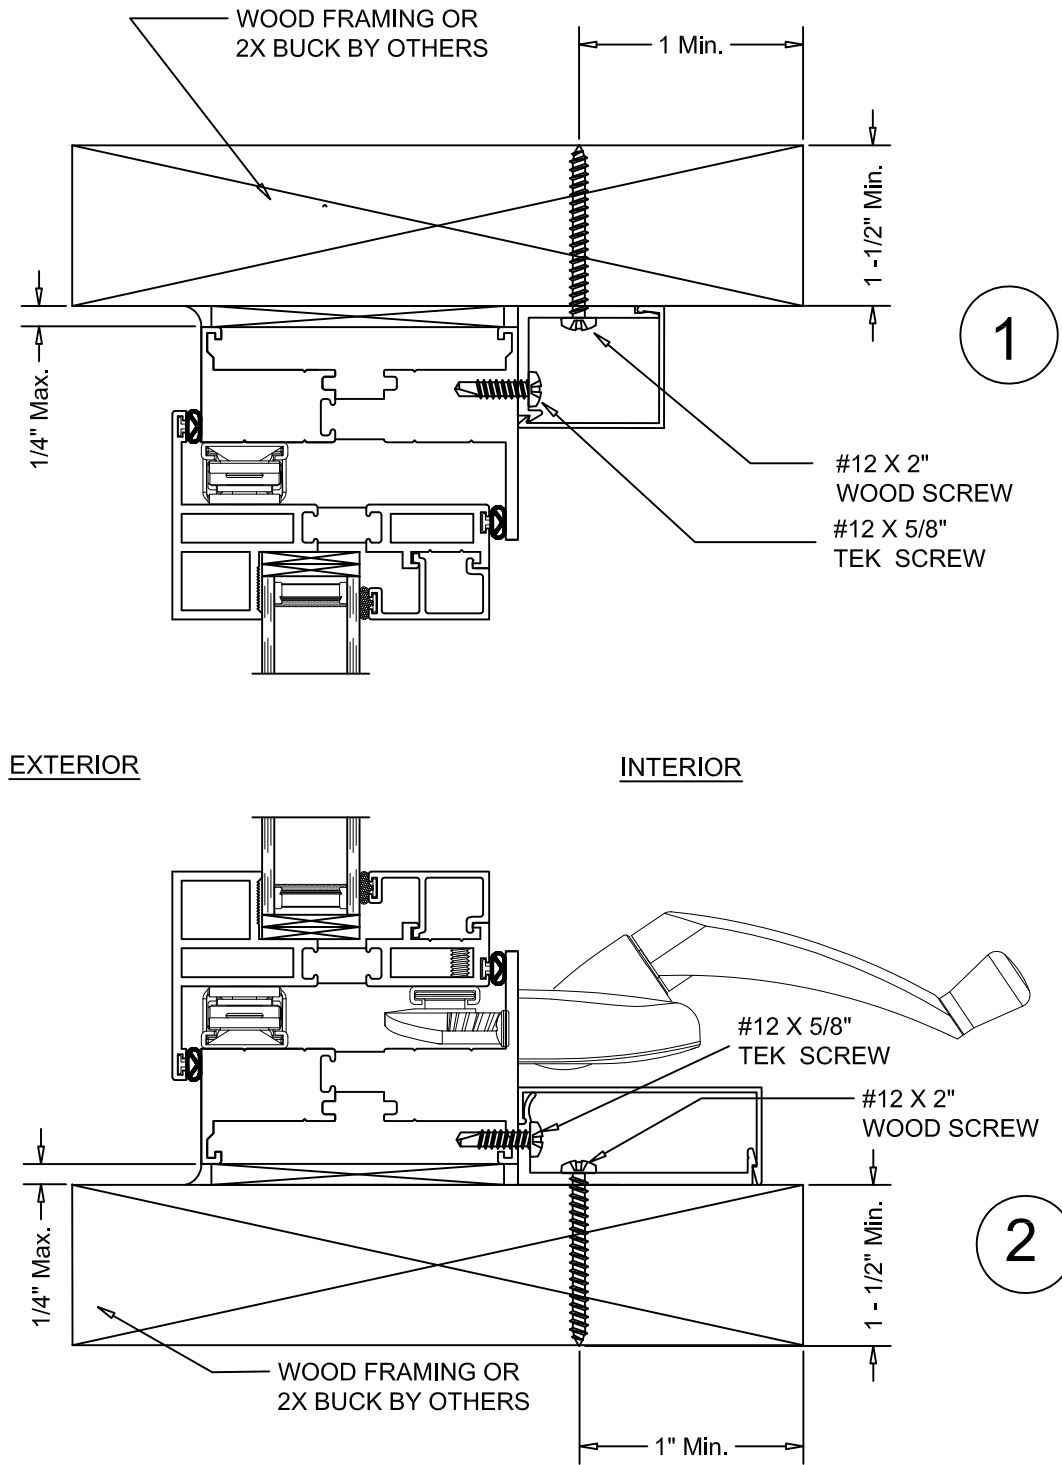 WOOD FRAMING OR
2X BUCK BY OTHERS
1 Min.
1 -1/2" Min.
1/4" Max.
1
#12 X 2"
WOOD SCREW
#12 X 5/8"
TEK SCREW
EXTERIOR
INTERIOR
#12 X 5/8"
TEK SCREW
#12 X 2"
WOOD SCREW
1/4" Max.
1 - 1/2" Min.
2
WOOD FRAMING OR
2X BUCK BY OTHERS
1" Min.